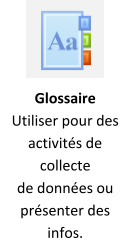 Aa
Glossaire
Utiliser pour des
activités de
collecte
de données ou
présenter des
infos.